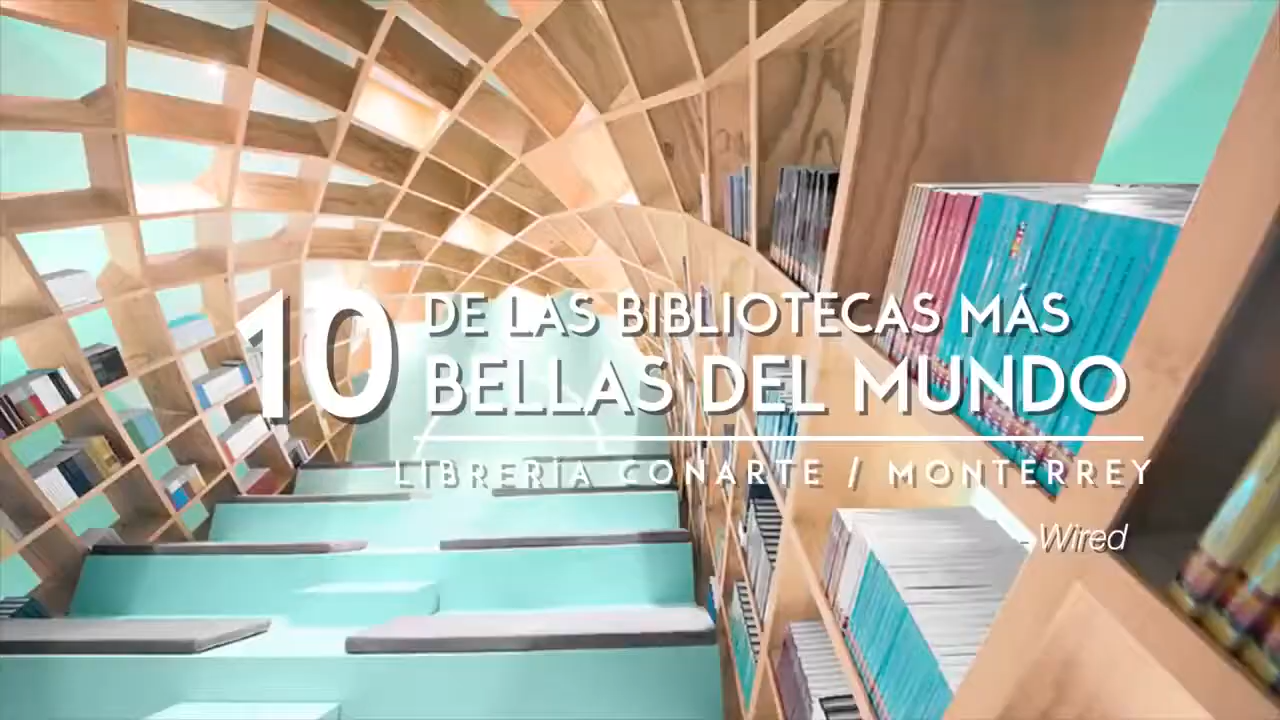 10 DE LAS BIBLIOTECAS MÁS
BELLAS DEL MUNDO
LIBRERÍA CONARTE / MONTERREY
- Wired